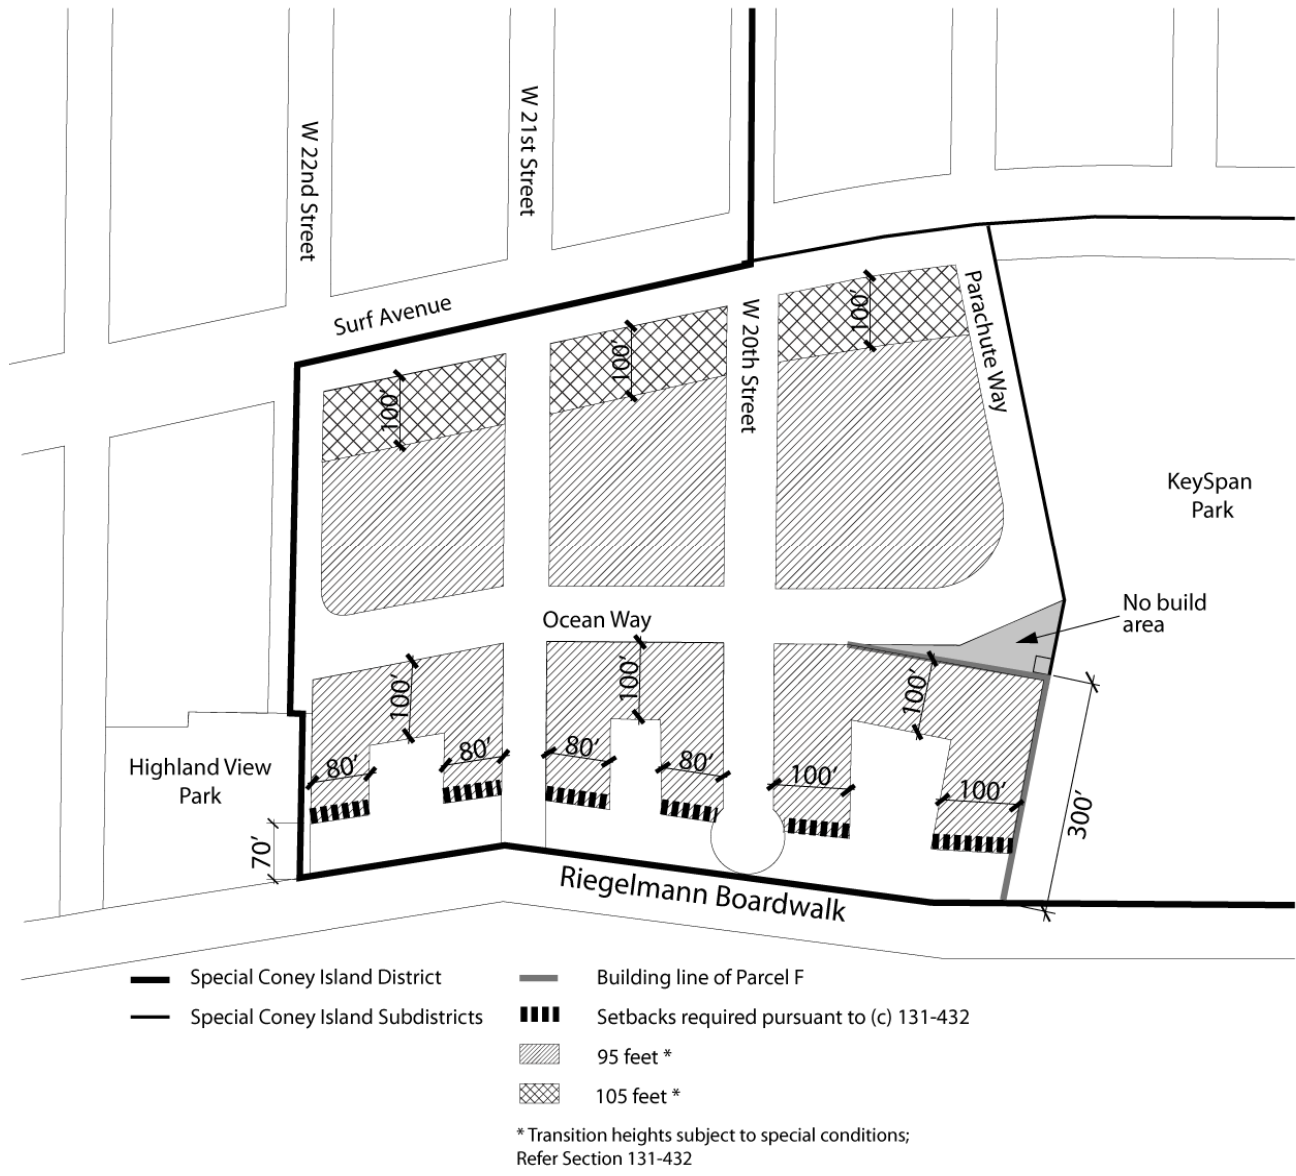 W 22nd Street
W 21st Street
Surf Avenue
W 20th Street
Parachute Way
100'
100'
100'
KeySpan
Park
No build
area
Ocean Way
100'
100'
100'
80'
80'
80'
80'
100'
100'
300'
Highland View
Park
70'
Riegelmann Boardwalk
Special Coney Island District
Building line of Parcel F
Special Coney Island Subdistricts
Setbacks required pursuant to (c) 131-432
95 feet *
105 feet *
* Transition heights subject to special conditions;
Refer Section 131-432